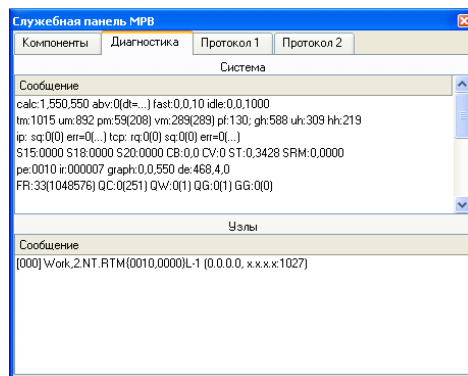 Служебная панель МРВ
Компоненты Диагностика Протокол 1 Протокол 2
Система
Сообщение
calc:1,550,550 abv:0(dt=...) fast:0,0,10 idle:0,0,1000
tm:1015 um:892 pm:59(208) vm:289(289) pf:130; gh:588 uh:309 hh:219
ip: sq:0(0) err=0(...) tcp: rq:0(0) sq:0(0) err=0(...)
S15:0000 S18:0000 S20:0000 CB:0,0 CV:0 ST:0,3428 SRM:0,0000
pe:0010 ir:000007 graph:0,0,550 de:468,4,0
FR:33(1048576) QC:0(251) QW:0(1) QG:0(1) GG:0(0)
Узлы
Сообщение
[000] Work,2.NT.RTM{0010,0000}L-1 (0.0.0.0, x.x.x.x:1027)